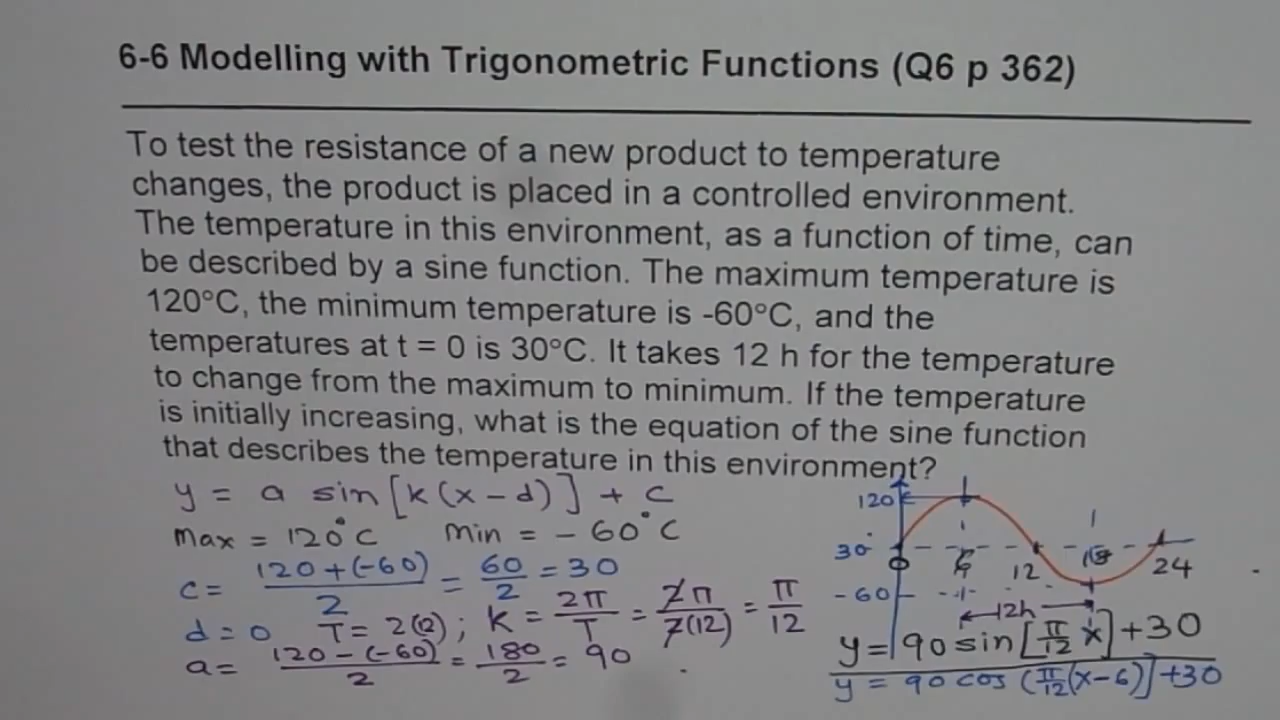 6-6 Modelling with Trigonometric Functions (Q6 p 362)
To test the resistance of a new product to temperature
changes, the product is placed in a controlled environment.
The temperature in this environment, as a function of time, can
be described by a sine function. The maximum temperature is
120°C, the minimum temperature is -60°C, and the
temperatures at t = 0 is 30°C. It takes 12 h for the temperature
to change from the maximum to minimum. If the temperature
is initially increasing, what is the equation of the sine function
that describes the temperature in this environment?
y = a sin [k(x-d)] + c
max = 120°C min = -60°C
c = (120+(-60))/2 = 60/2 = 30
d = 0 T = 2(12) ; k = 2π/T = 2π/2(12) = π/12
a = (120-(-60))/2 = 180/2 = 90
120
30
0 6 12 18 24
-60
12h
y = 90 sin[π/12 x] + 30
y = 90 cos (π/12(x-6)] + 30